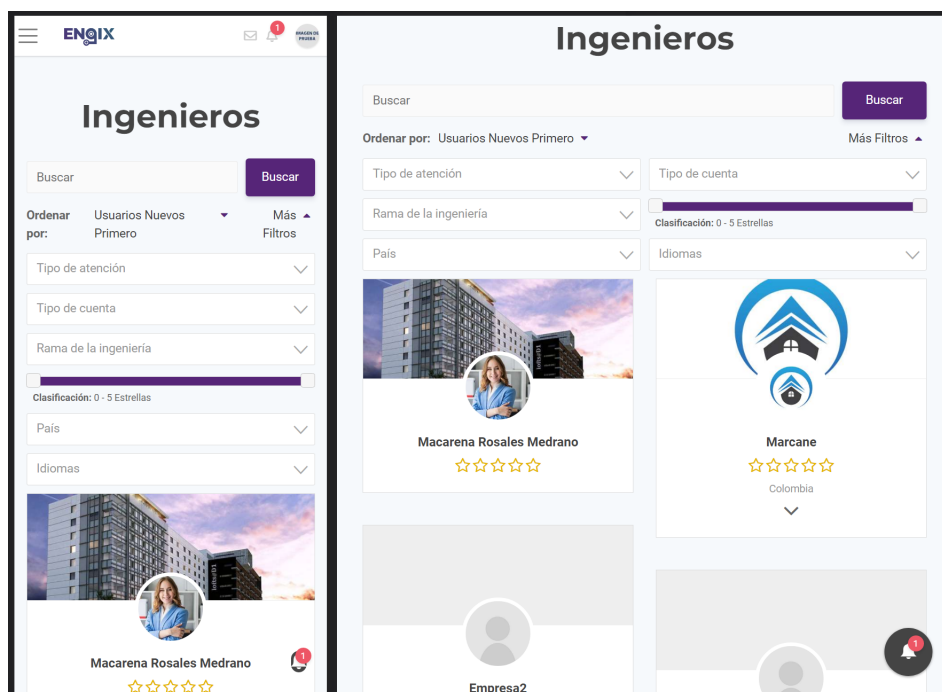 ENGIX
1
IMAGEN DE
PRUEBA
Ingenieros
Buscar
Buscar
Ordenar
por:
Usuarios Nuevos
Primero
Más
Filtros
Tipo de atención
Tipo de cuenta
Rama de la ingeniería
Clasificación: 0 - 5 Estrellas
País
Idiomas
Macarena Rosales Medrano
1
Ingenieros
Buscar
Buscar
Ordenar por: Usuarios Nuevos Primero
Más Filtros
Tipo de atención
Tipo de cuenta
Rama de la ingeniería
Clasificación: 0 - 5 Estrellas
País
Idiomas
Macarena Rosales Medrano
Marcane
Colombia
Empresa2
1